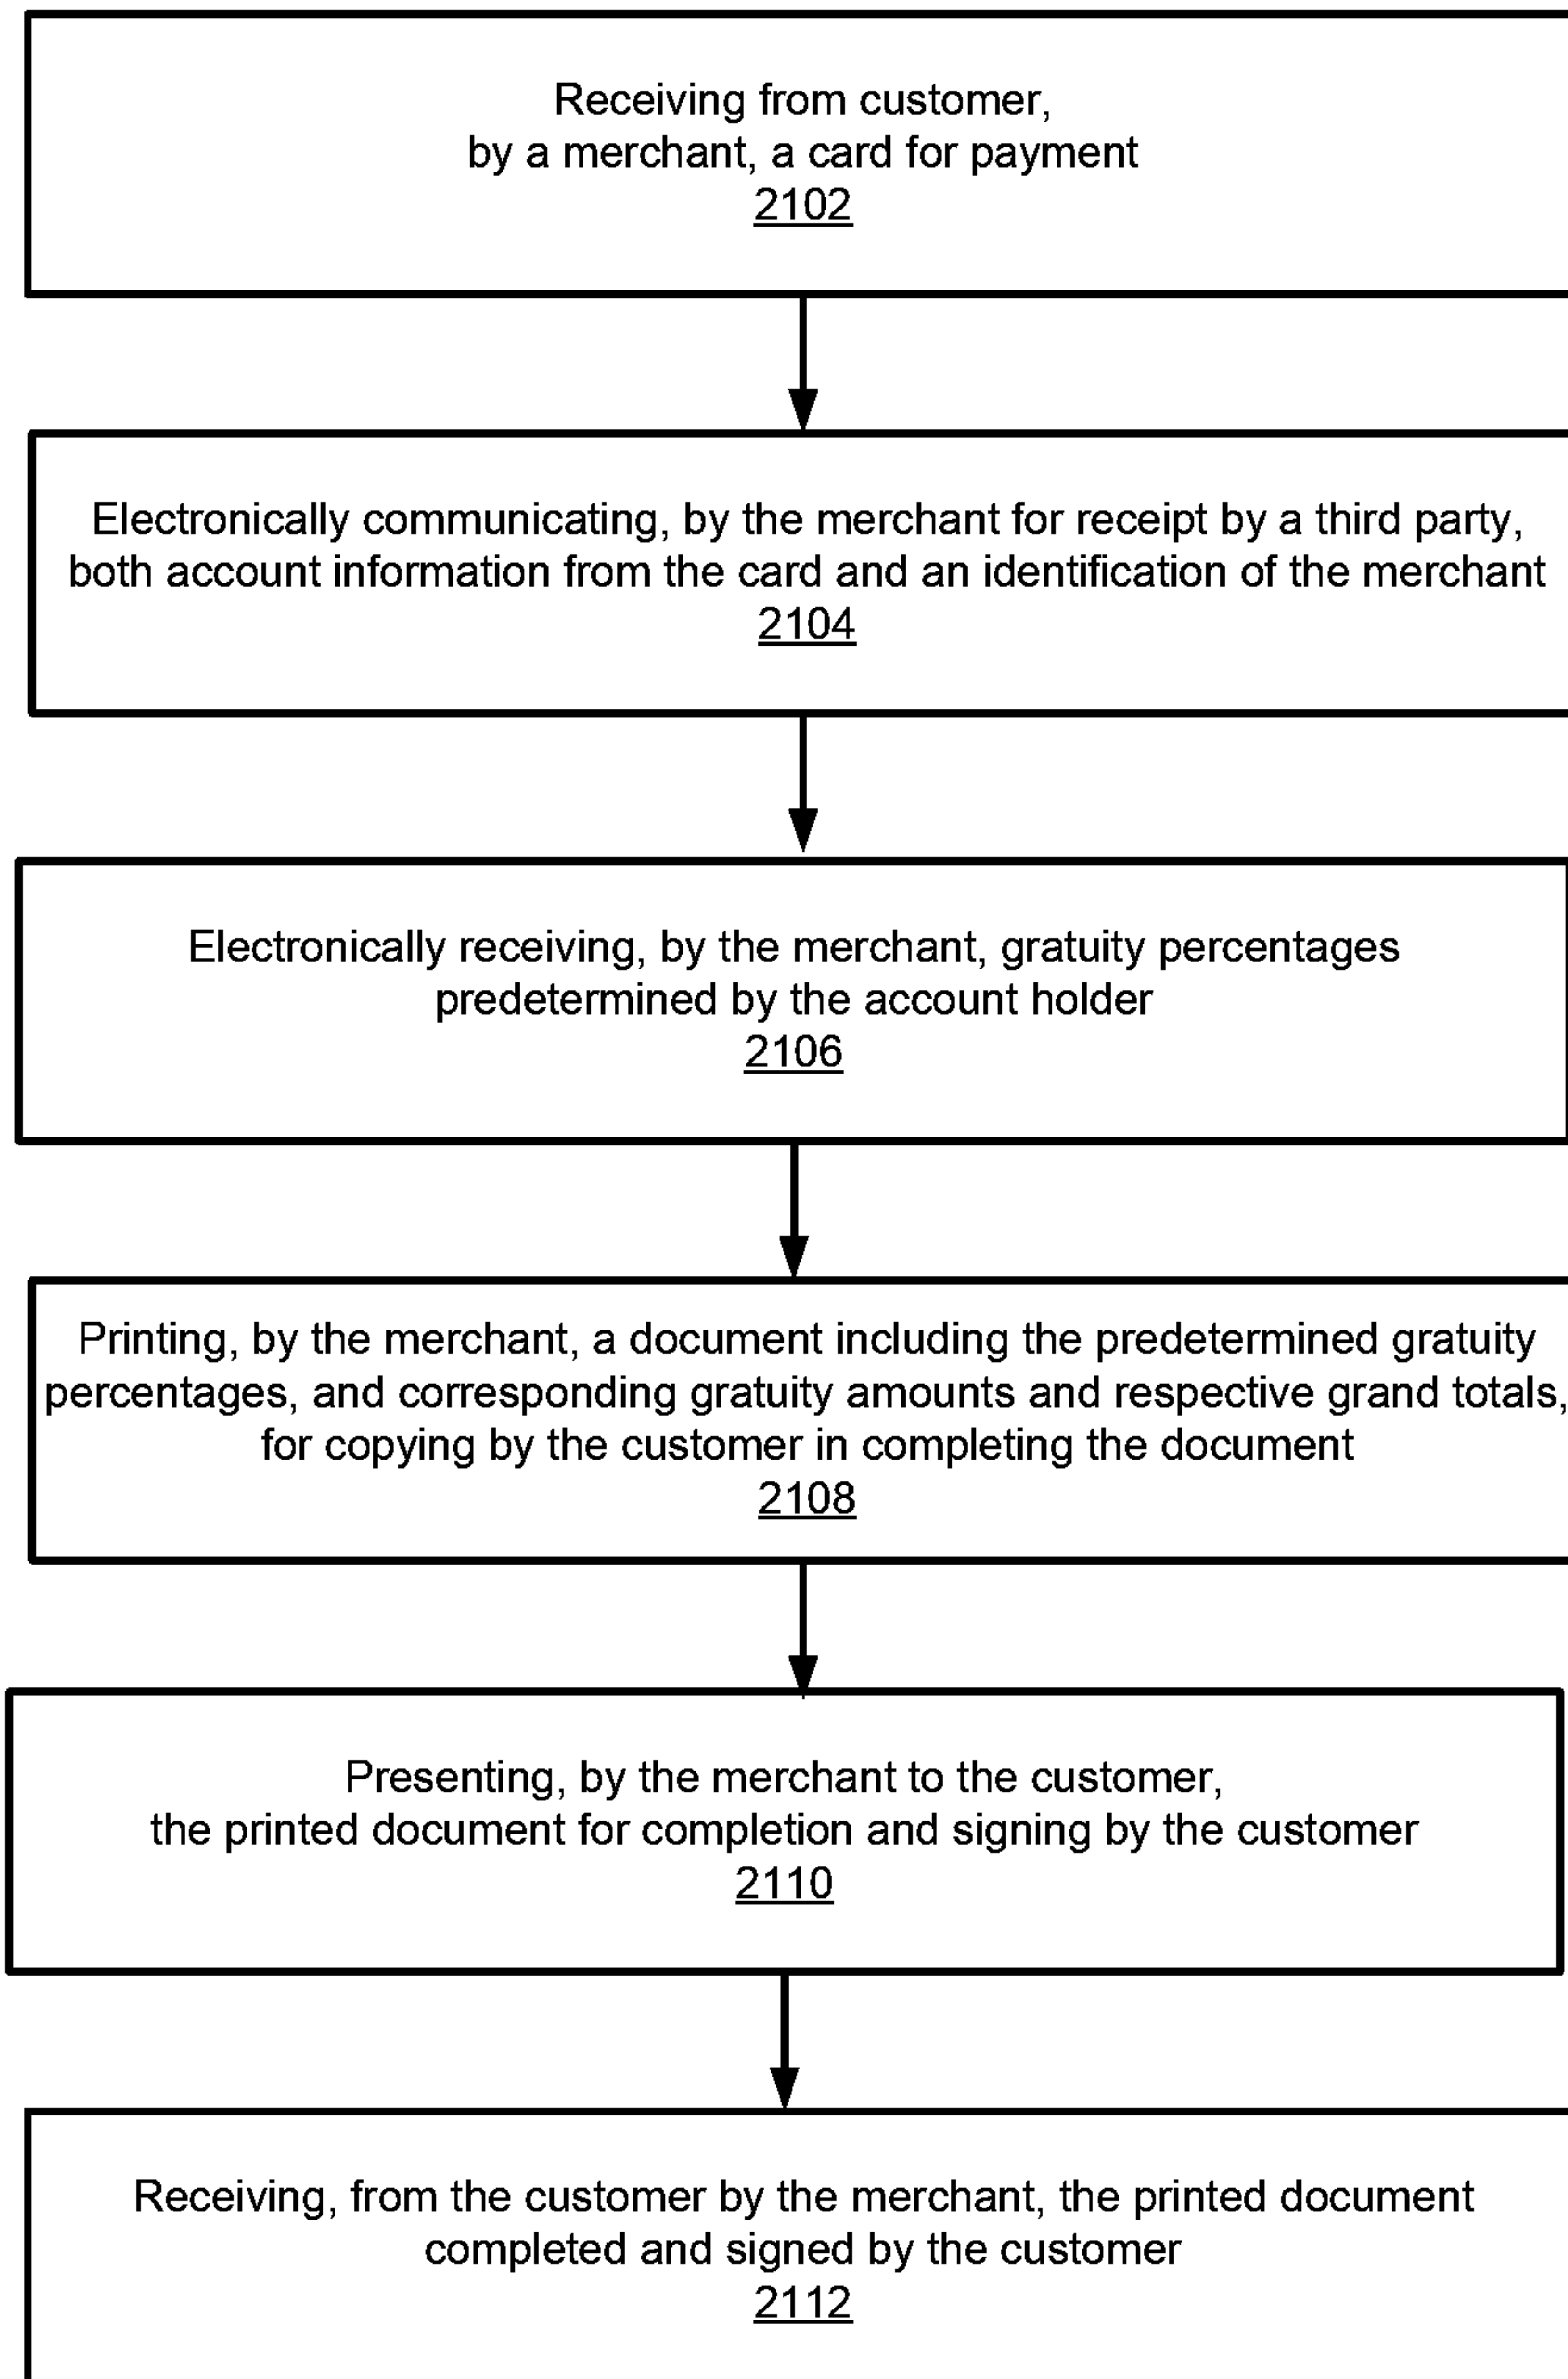 Receiving from customer,
by a merchant, a card for payment
2102
Electronically communicating, by the merchant for receipt by a third party,
both account information from the card and an identification of the merchant
2104
Electronically receiving, by the merchant, gratuity percentages
predetermined by the account holder
2106
Printing, by the merchant, a document including the predetermined gratuity
percentages, and corresponding gratuity amounts and respective grand totals,
for copying by the customer in completing the document
2108
Presenting, by the merchant to the customer,
the printed document for completion and signing by the customer
2110
Receiving, from the customer by the merchant, the printed document
completed and signed by the customer
2112